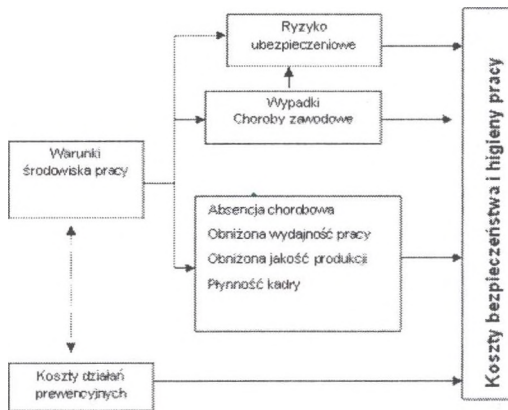 Ryzyko
ubezpieczeniowe
Wypadki
Choroby zawodowe
Warunki
środowiska pracy
Absencja chorobowa
Obniżona wydajność pracy
Obniżona jakość produkcji
Płynność kadry
Koszty działań
prewencyjnych
Koszty bezpieczeństwa i higieny pracy